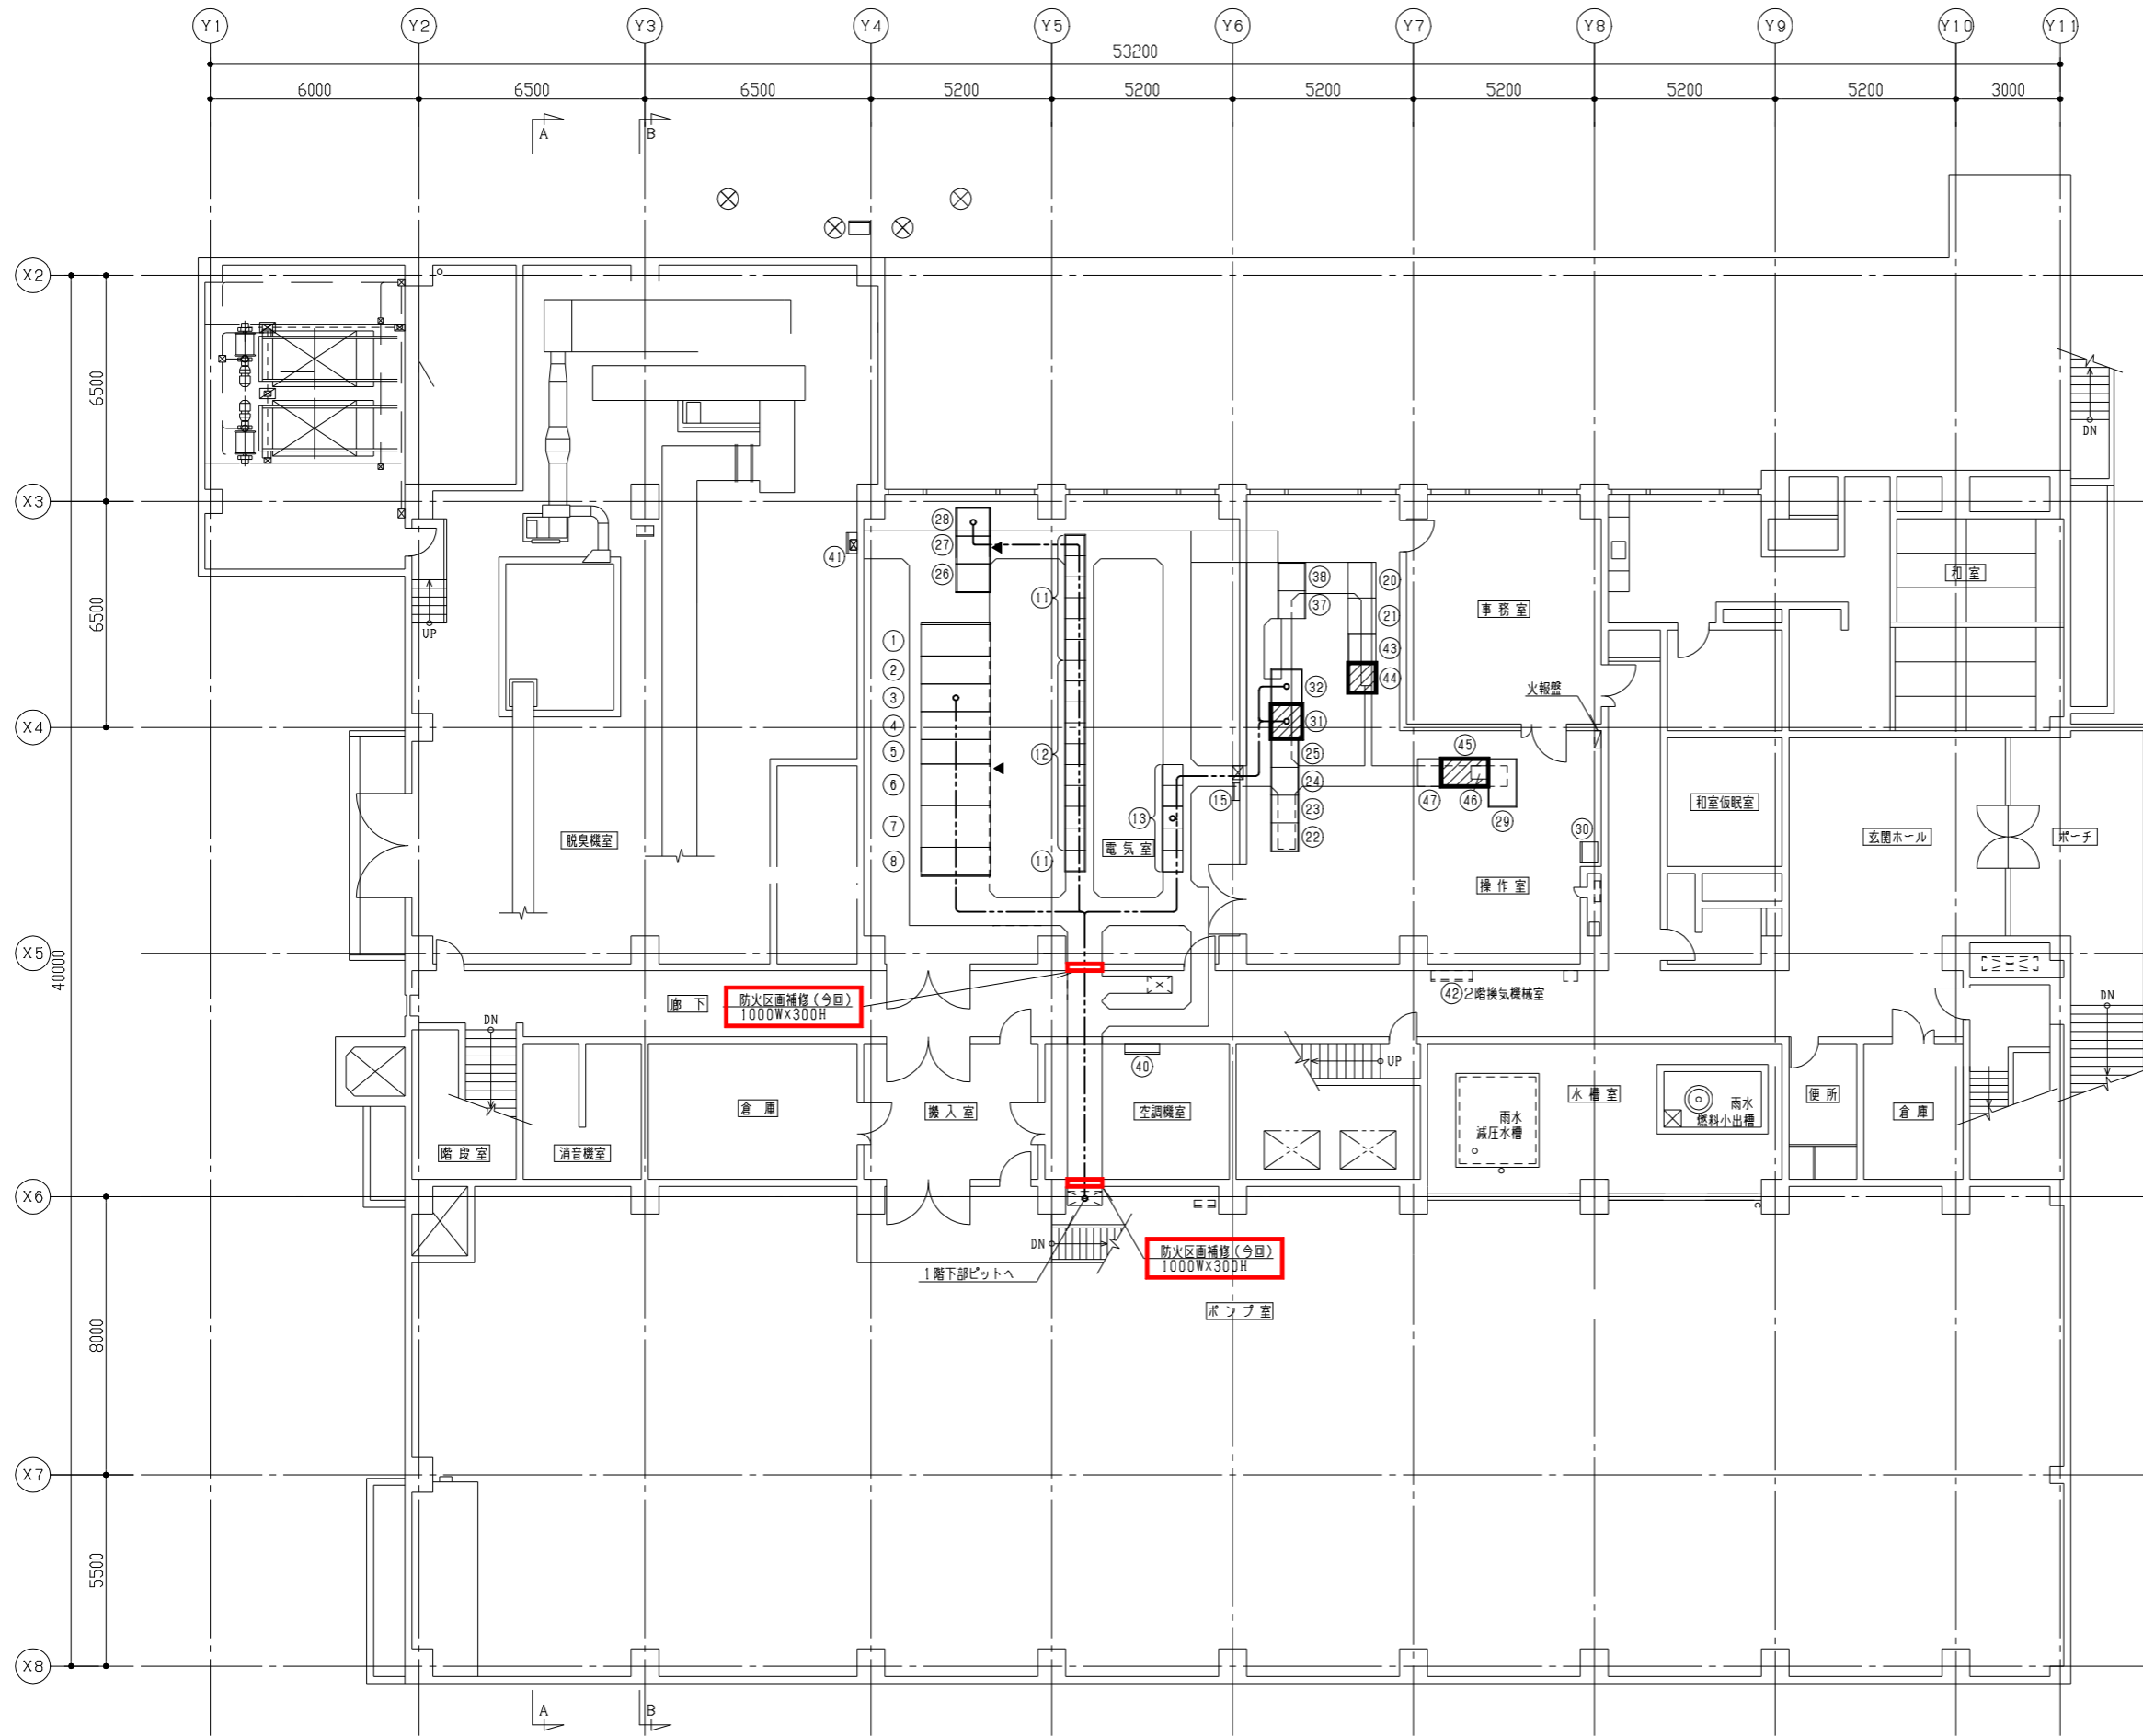 Y1 Y2 Y3 Y4 Y5 Y6 Y7 Y8 Y9 Y10 Y11
53200
6000 6500 6500 5200 5200 5200 5200 5200 5200 3000
A B
X2
6500
DN
X3
28
27
41
26
38
20
11
37
21
和室
6500
事務室
UP
1
43
2
44
3
32
火報盤
4
31
X4
5
12
25
45
6
24
15
47
46
23
和室仮眠室
13
29
7
22
30
脱臭機室
電気室
玄関ホール
ポーチ
8
11
操作室
X5
40000
42 2階換気機械室
廊下
防火区画補修(今回)
1000W×300H
DN
DN
40
UP
倉庫
搬入室
空調機室
水槽室
雨水
減圧水槽
雨水
燃料小出槽
便所
倉庫
階段室
消音機室
X6
DN
1階下部ピットへ
防火区画補修(今回)
1000W×300H
ポンプ室
8000
X7
5500
X8
A B